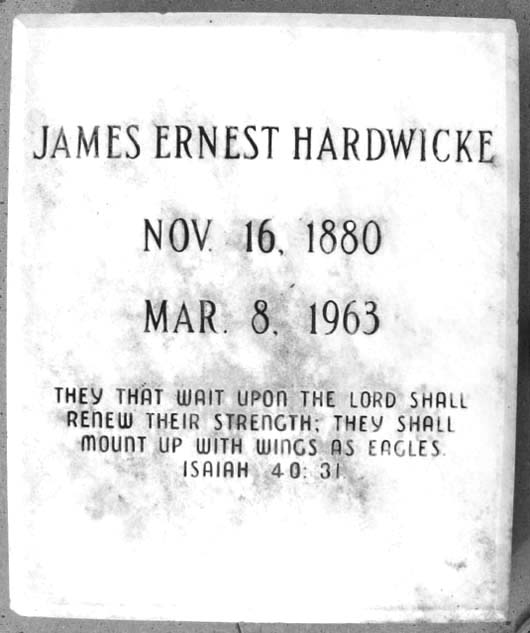 JAMES ERNEST HARDWICKE
NOV. 16, 1880
MAR. 8, 1963
THEY THAT WAIT UPON THE LORD SHALL
RENEW THEIR STRENGTH; THEY SHALL
MOUNT UP WITH WINGS AS EAGLES.
ISAIAH 40:31